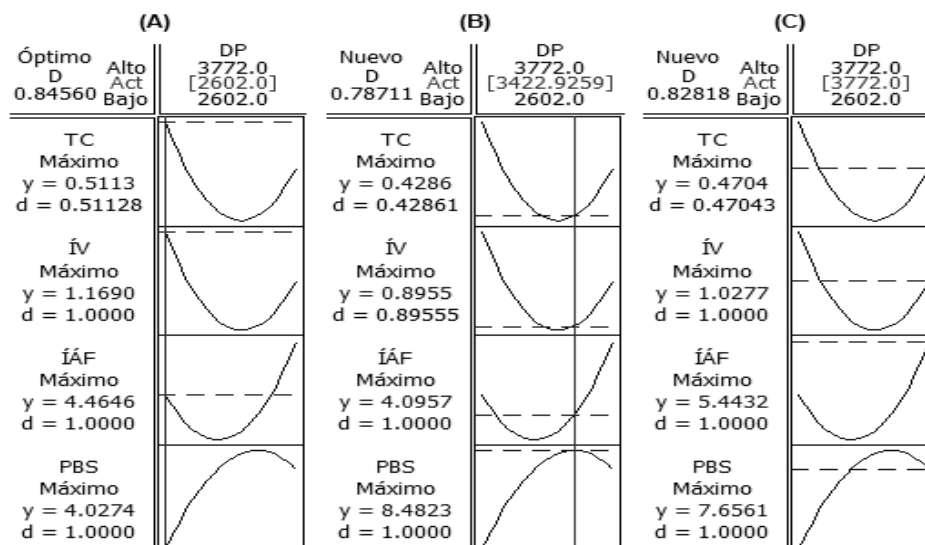 (A)
Óptimo
D
0.84560
Alto
Act
Bajo
DP
3772.0
[2602.0]
2602.0
TC
Máximo
y = 0.5113
d = 0.51128
ÍV
Máximo
y = 1.1690
d = 1.0000
ÍÁF
Máximo
y = 4.4646
d = 1.0000
PBS
Máximo
y = 4.0274
d = 1.0000
(B)
Nuevo
D
0.78711
Alto
Act
Bajo
DP
3772.0
[3422.9259]
2602.0
TC
Máximo
y = 0.4286
d = 0.42861
ÍV
Máximo
y = 0.8955
d = 0.89555
ÍÁF
Máximo
y = 4.0957
d = 1.0000
PBS
Máximo
y = 8.4823
d = 1.0000
(C)
Nuevo
D
0.82818
Alto
Act
Bajo
DP
3772.0
[3772.0]
2602.0
TC
Máximo
y = 0.4704
d = 0.47043
ÍV
Máximo
y = 1.0277
d = 1.0000
ÍÁF
Máximo
y = 5.4432
d = 1.0000
PBS
Máximo
y = 7.6561
d = 1.0000